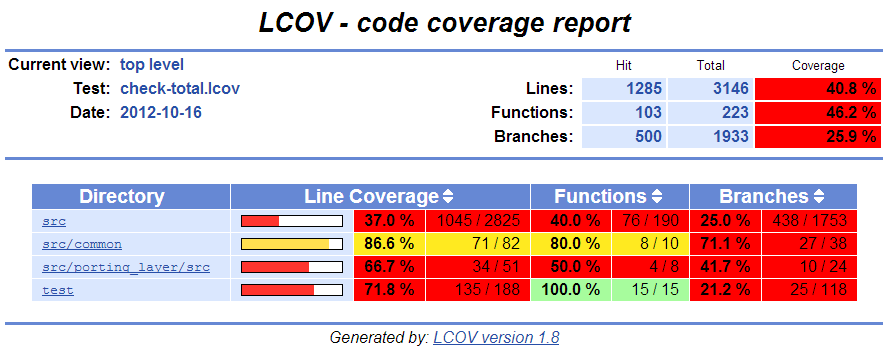 LCOV - code coverage report
Current view: top level
Hit Total Coverage
Test: check-total.lcov
Lines: 1285 3146 40.8 %
Date: 2012-10-16
Functions: 103 223 46.2 %
Branches: 500 1933 25.9 %
Directory Line Coverage Functions Branches
src 37.0 % 1045 / 2825 40.0 % 76 / 190 25.0 % 438 / 1753
src/common 86.6 % 71 / 82 80.0 % 8 / 10 71.1 % 27 / 38
src/porting_layer/src 66.7 % 34 / 51 50.0 % 4 / 8 41.7 % 10 / 24
test 71.8 % 135 / 188 100.0 % 15 / 15 21.2 % 25 / 118
Generated by: LCOV version 1.8